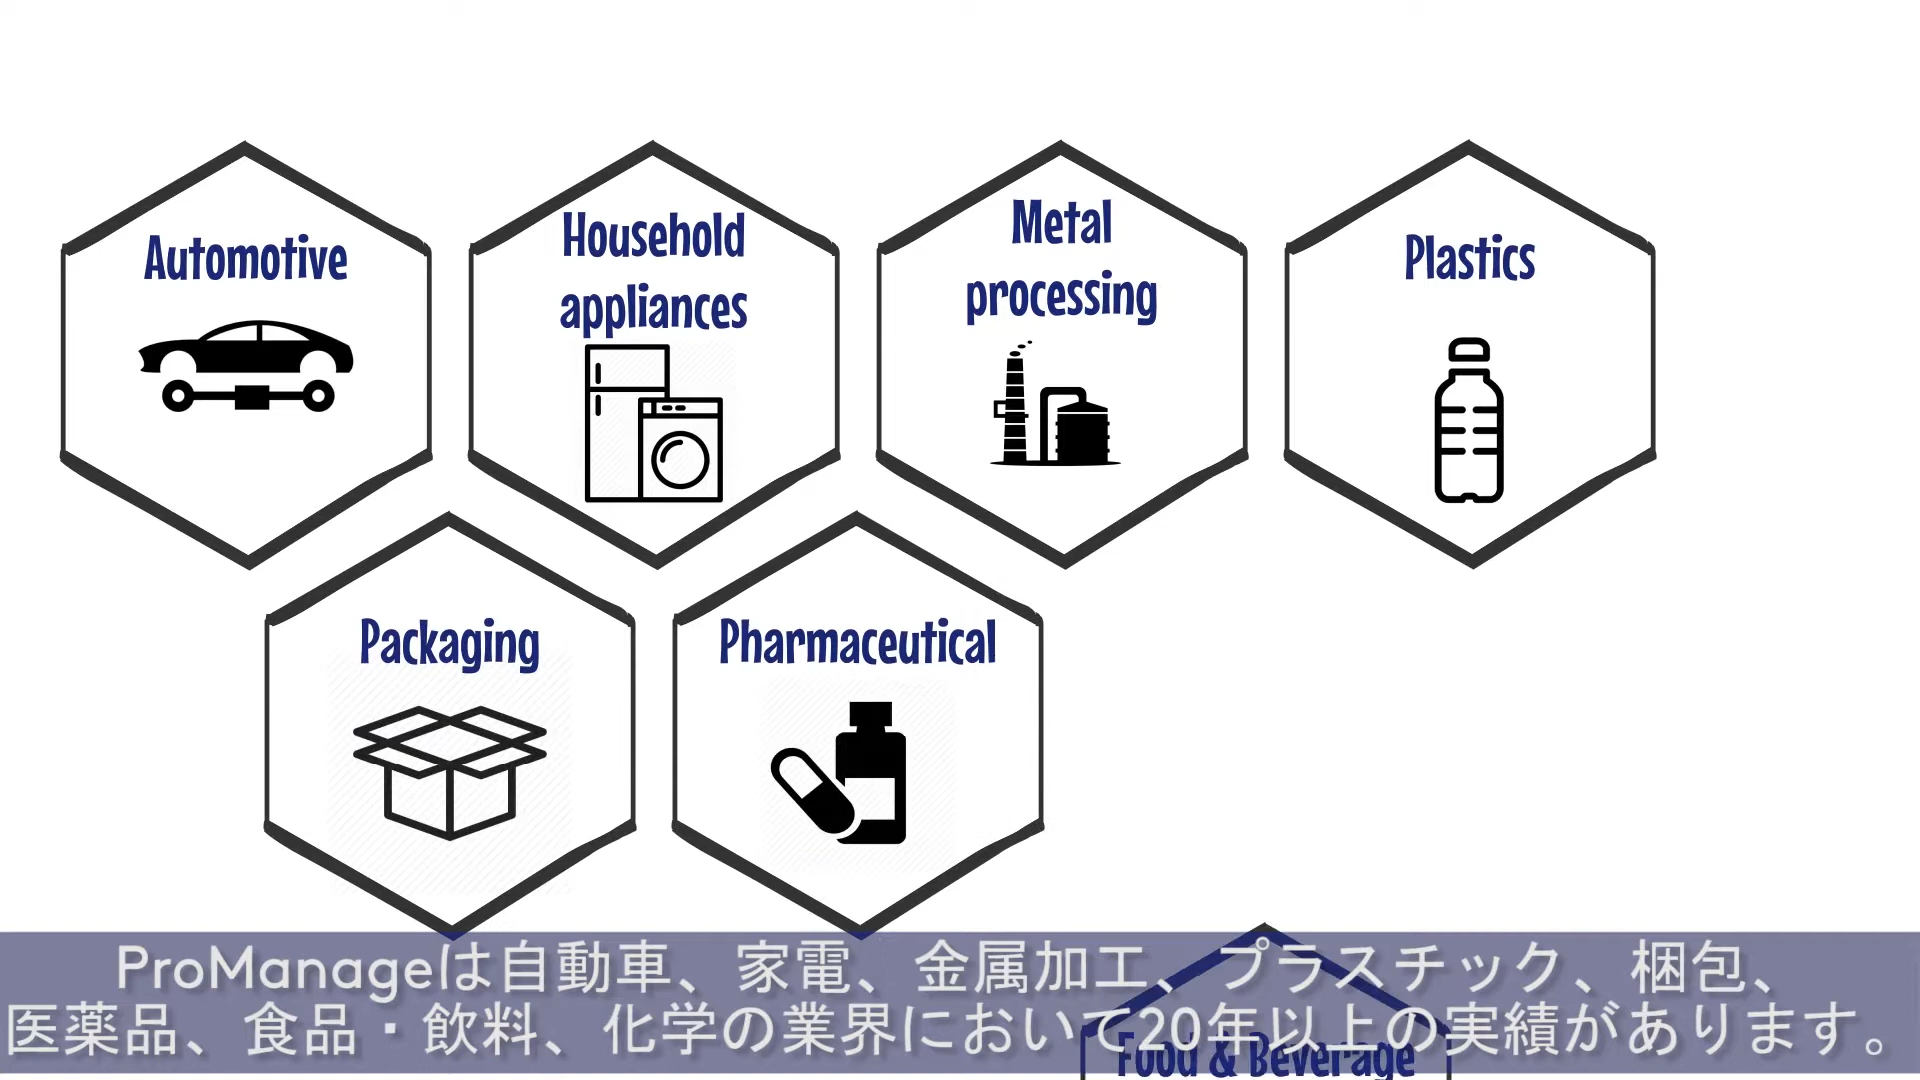 Automotive
Household
appliances
Metal
processing
Plastics
Packaging
Pharmaceutical
ProManageは自動車、家電、金属加工、プラスチック、梱包、
医薬品、食品・飲料、化学の業界において20年以上の実績があります。
Food & Beverage